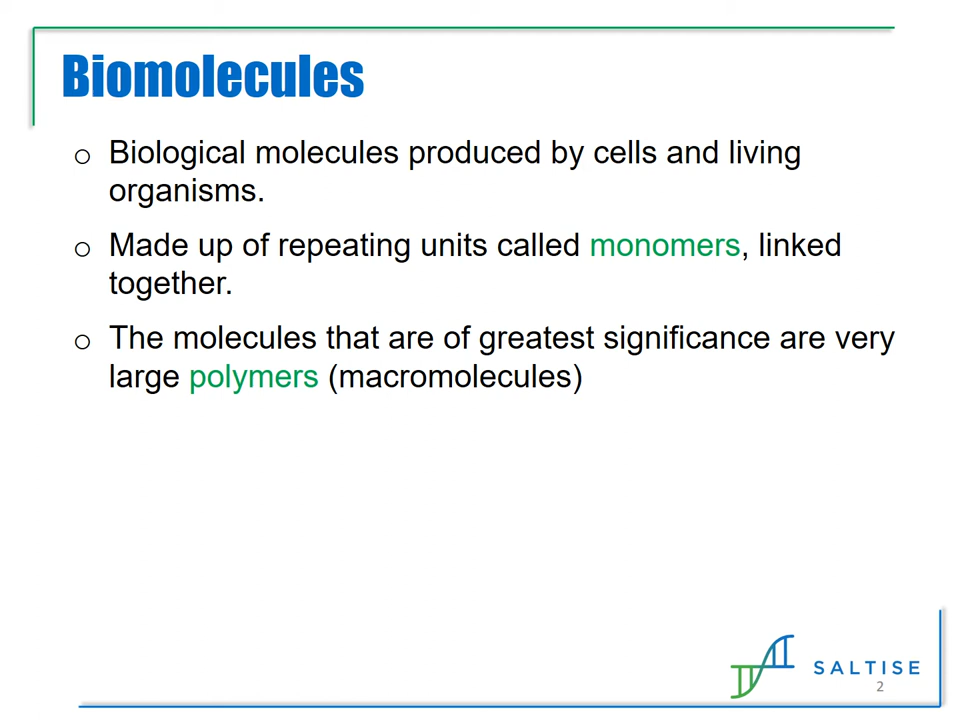 Biomolecules
o Biological molecules produced by cells and living
organisms.
o Made up of repeating units called monomers, linked
together.
o The molecules that are of greatest significance are very
large polymers (macromolecules)
SALTISE
2